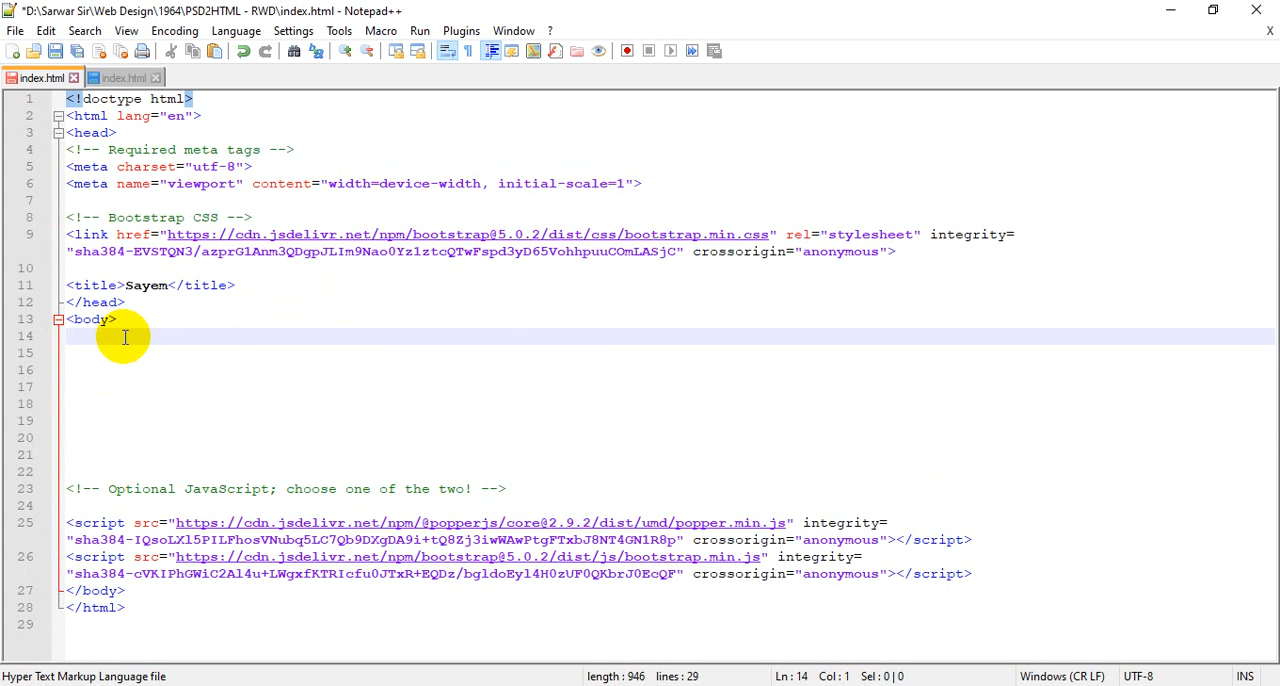 *D:\Sarwar Sir\Web Design\1964\PSD2HTML - RWD\index.html - Notepad++
File Edit Search View Encoding Language Settings Tools Macro Run Plugins Window ? X
index.html index.html
1 <!doctype html>
2 <html lang="en">
3 <head>
4 <!-- Required meta tags -->
5 <meta charset="utf-8">
6 <meta name="viewport" content="width=device-width, initial-scale=1">
7
8 <!-- Bootstrap CSS -->
9 <link href="https://cdn.jsdelivr.net/npm/bootstrap@5.0.2/dist/css/bootstrap.min.css" rel="stylesheet" integrity=
"sha384-EVSTQN3/azprG1Anm3QDgpJLIm9Nao0Yz1ztcQTwFspd3yD65VohhpuuCOmLASjC" crossorigin="anonymous">
10
11 <title>Sayem</title>
12 </head>
13 <body>
14
15
16
17
18
19
20
21
22
23 <!-- Optional JavaScript; choose one of the two! -->
24
25 <script src="https://cdn.jsdelivr.net/npm/@popperjs/core@2.9.2/dist/umd/popper.min.js" integrity=
"sha384-IQsoLXl5PILFhosVNubq5LC7Qb9DXgDA9i+tQ8Zj3iwWAwPtgFTxbJ8NT4GN1R8p" crossorigin="anonymous"></script>
26 <script src="https://cdn.jsdelivr.net/npm/bootstrap@5.0.2/dist/js/bootstrap.min.js" integrity=
"sha384-cVKIPhGWiC2Al4u+LWgxfKTRIcfu0JTxR+EQDz/bgldoEyl4H0zUF0QKbrJ0EcQF" crossorigin="anonymous"></script>
27 </body>
28 </html>
29
Hyper Text Markup Language file length : 946 lines : 29 Ln : 14 Col : 1 Sel : 0 | 0 Windows (CR LF) UTF-8 INS